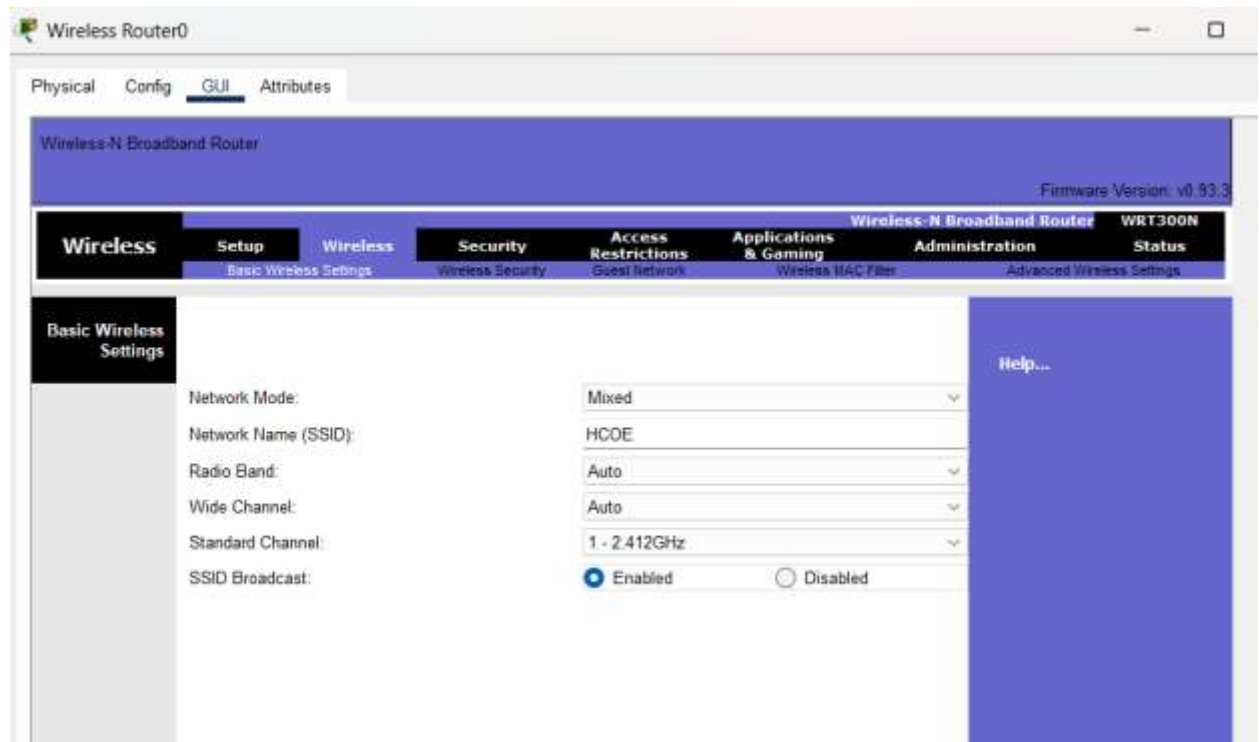 Wireless Router0
Physical Config GUI Attributes
Wireless-N Broadband Router
Firmware Version: v0.93.3
Wireless-N Broadband Router WRT300N
Wireless Setup Wireless Security Access Restrictions Applications & Gaming Administration Status
Basic Wireless Settings Wireless Security Guest Network Wireless MAC Filter Advanced Wireless Settings
Basic Wireless Settings
Help...
Network Mode: Mixed
Network Name (SSID): HCOE
Radio Band: Auto
Wide Channel: Auto
Standard Channel: 1 - 2.412GHz
SSID Broadcast: Enabled Disabled